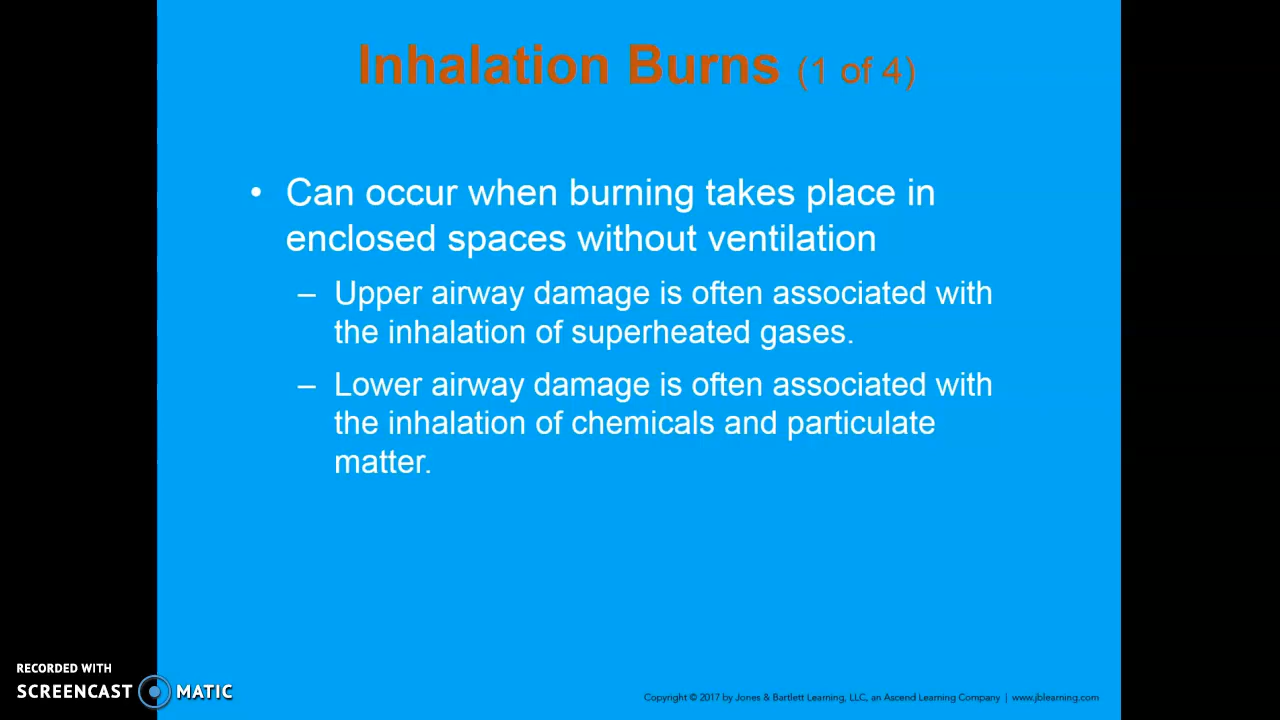 Inhalation Burns (1 of 4)
• Can occur when burning takes place in
enclosed spaces without ventilation
– Upper airway damage is often associated with
the inhalation of superheated gases.
– Lower airway damage is often associated with
the inhalation of chemicals and particulate
matter.
RECORDED WITH
SCREENCAST MATIC
Copyright © 2017 by Jones & Bartlett Learning, LLC, an Ascend Learning Company | www.jblearning.com